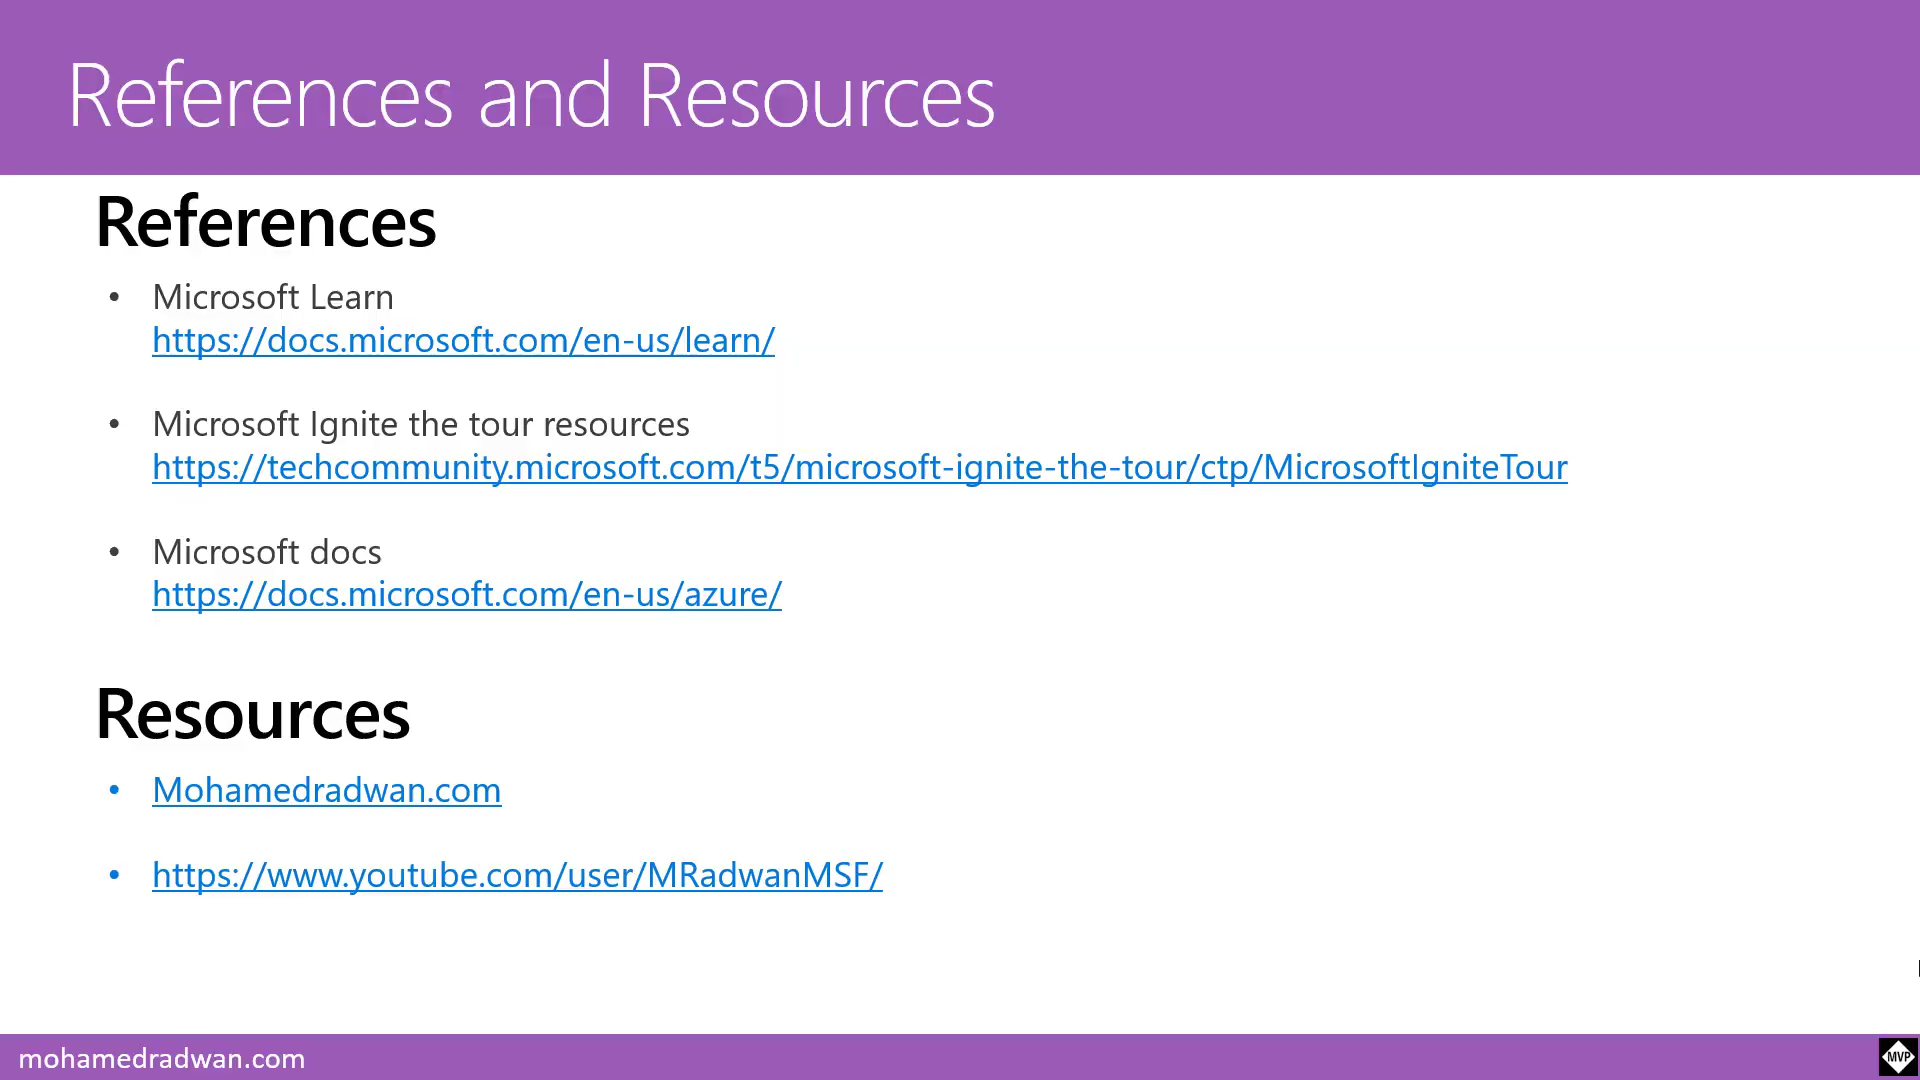 References and Resources
References
• Microsoft Learn
https://docs.microsoft.com/en-us/learn/
• Microsoft Ignite the tour resources
https://techcommunity.microsoft.com/t5/microsoft-ignite-the-tour/ctp/MicrosoftIgniteTour
• Microsoft docs
https://docs.microsoft.com/en-us/azure/
Resources
• Mohamedradwan.com
• https://www.youtube.com/user/MRadwanMSF/
mohamedradwan.com
MVP